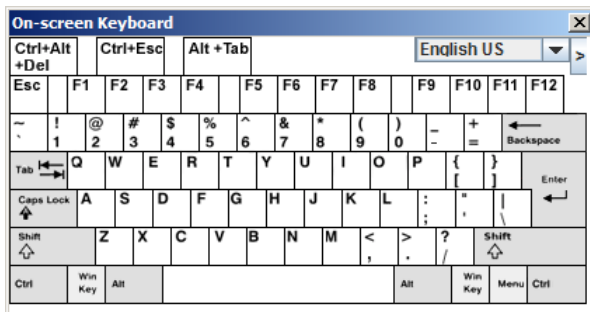 On-screen Keyboard X
Ctrl+Alt +Del Ctrl+Esc Alt +Tab English US >
Esc F1 F2 F3 F4 F5 F6 F7 F8 F9 F10 F11 F12
~ ! @ # $ % ^ & * ( ) _ +
` 1 2 3 4 5 6 7 8 9 0 - = Backspace
Tab Q W E R T Y U I O P { }
[ ] Enter
Caps Lock A S D F G H J K L : " |
; ' \
Shift Z X C V B N M < > ? Shift
, . /
Ctrl Win Key Alt Alt Win Key Menu Ctrl